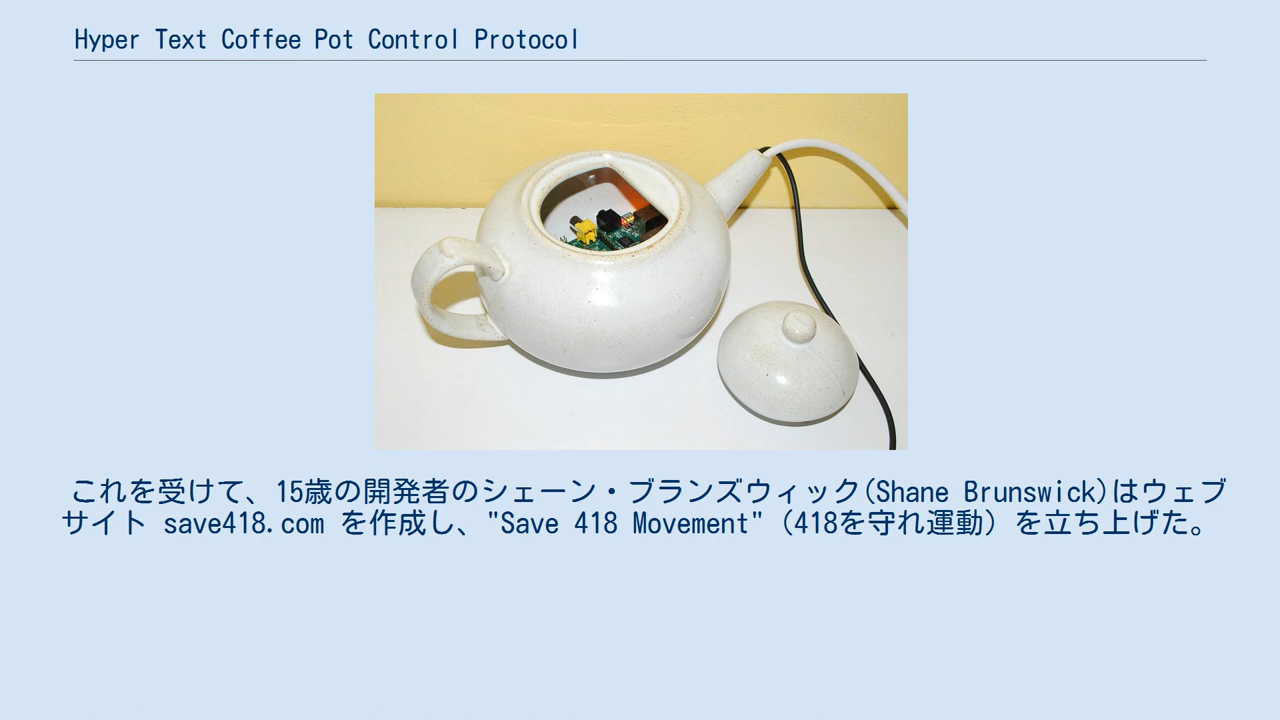 Hyper Text Coffee Pot Control Protocol
これを受けて、15歳の開発者のシェーン・ブランズウィック(Shane Brunswick)はウェブ
サイト save418.com を作成し、"Save 418 Movement"（418を守れ運動）を立ち上げた。